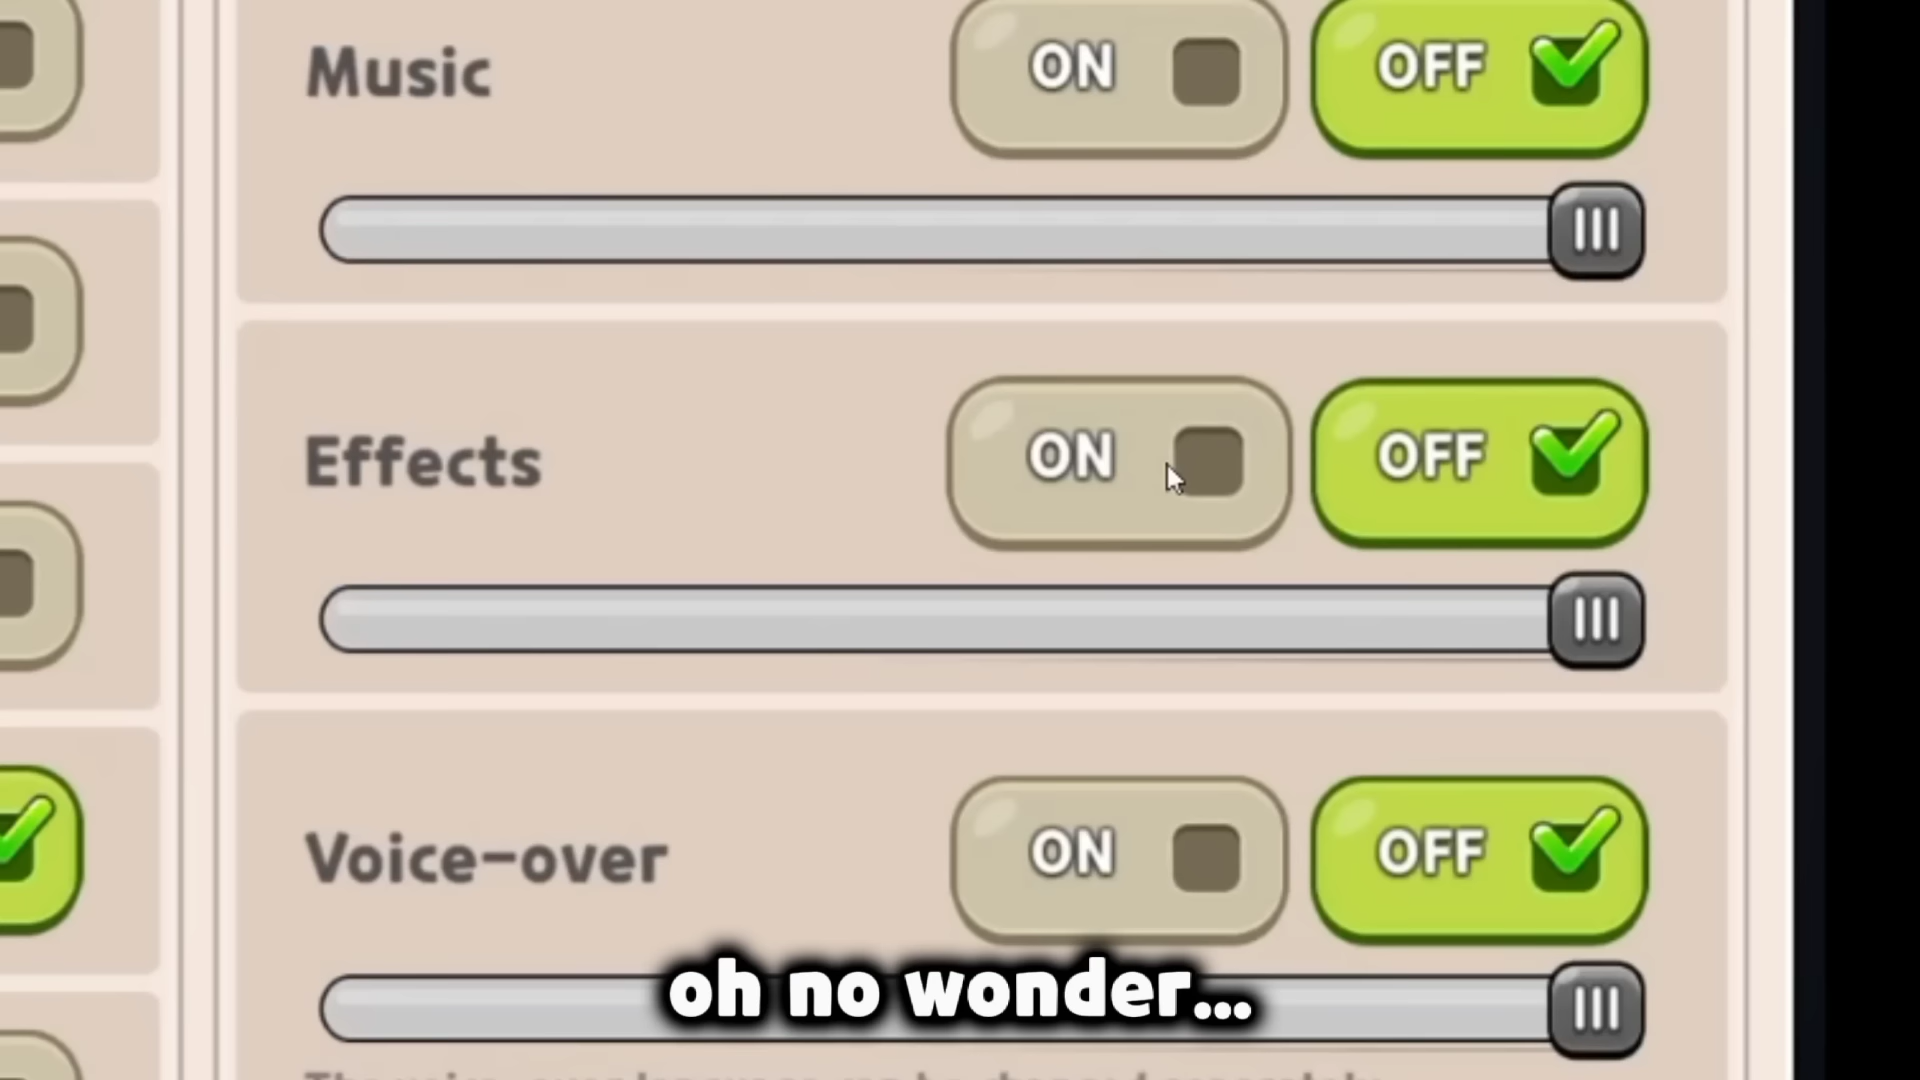 Music ON OFF
Effects ON OFF
Voice-over ON OFF
oh no wonder...